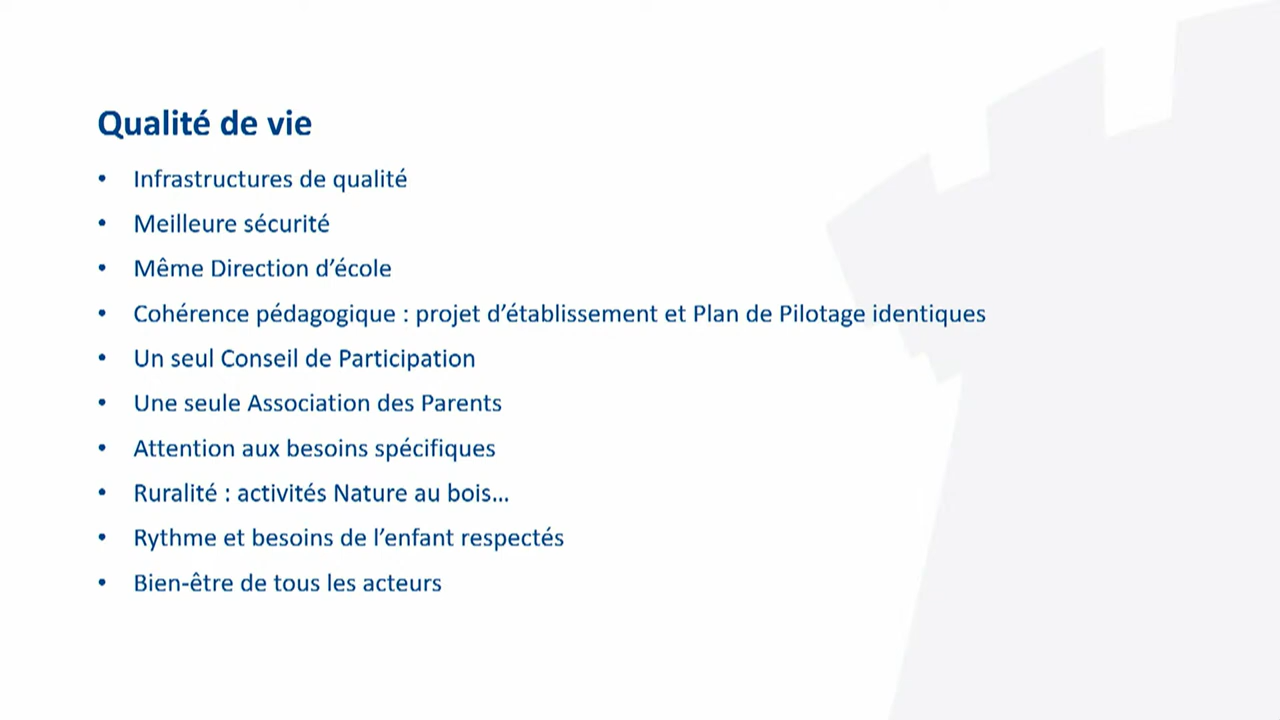 Qualité de vie
• Infrastructures de qualité
• Meilleure sécurité
• Même Direction d’école
• Cohérence pédagogique : projet d’établissement et Plan de Pilotage identiques
• Un seul Conseil de Participation
• Une seule Association des Parents
• Attention aux besoins spécifiques
• Ruralité : activités Nature au bois…
• Rythme et besoins de l’enfant respectés
• Bien-être de tous les acteurs